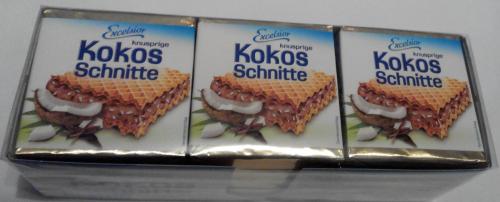 Excelsior
knusprige
Kokos
Schnitte
Excelsior
knusprige
Kokos
Schnitte
Excelsior
knusprige
Kokos
Schnitte